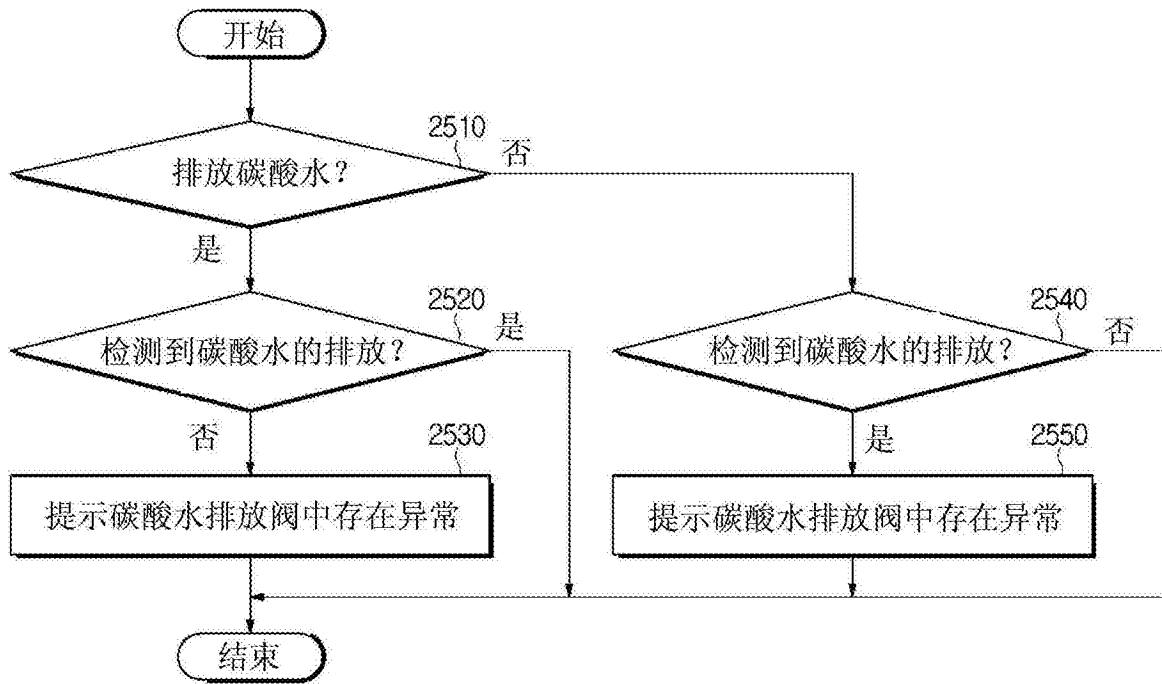 开始
2510
否
排放碳酸水？
是
2520
是
检测到碳酸水的排放？
否
2540
否
检测到碳酸水的排放？
是
2530
提示碳酸水排放阀中存在异常
2550
提示碳酸水排放阀中存在异常
结束